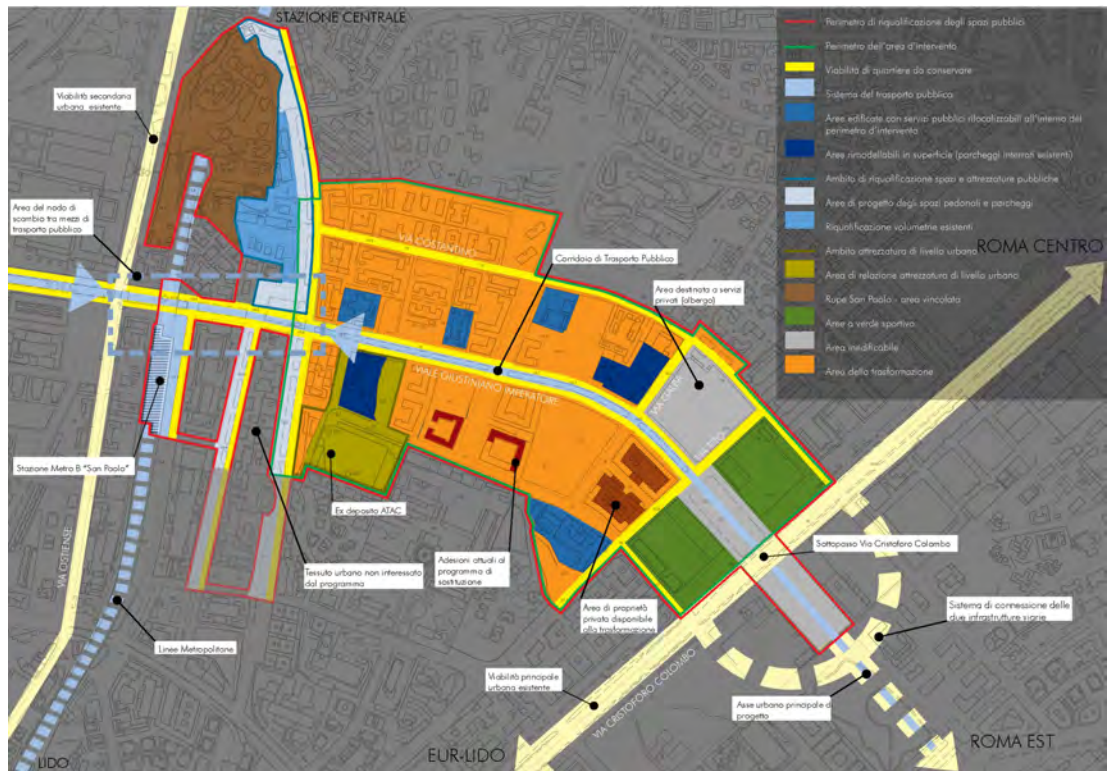 STAZIONE CENTRALE
Perimetro di riqualificazione degli spazi pubblici
Perimetro dell'area d'intervento
Viabilità di quartiere da conservare
Sistema del trasporto pubblico
Aree edificate con servizi pubblici rilocalizzabili all'interno del
perimetro d'intervento
Aree rimodellabili in superficie (parcheggi interrati esistenti)
Ambito di riqualificazione spazi e attrezzature pubbliche
Aree di progetto degli spazi pedonali e parcheggi
Riqualificazione volumetrie esistenti
Ambito attrezzatura di livello urbano
Area di relazione attrezzatura di livello urbano
Rupe San Paolo - area vincolata
Aree a verde sportivo
Area inedificabile
Area della trasformazione
Viabilità secondaria
urbana esistente
Area del nodo di
scambio tra mezzi di
trasporto pubblico
VIA COSTANTINO
Corridoio di Trasporto Pubblico
Area destinata a servizi
privati (albergo)
ROMA CENTRO
VIALE GIUSTINIANO IMPERATORE
Stazione Metro B "San Paolo"
Ex deposito ATAC
Adesioni attuali al
programma di
sostituzione
Tessuto urbano non interessato
dal programma
Area di proprietà
privata disponibile
alla trasformazione
Sottopasso Via Cristoforo Colombo
Sistema di connessione delle
due infrastrutture viarie
VIA OSTIENSE
Linee Metropolitane
Viabilità principale
urbana esistente
VIA CRISTOFORO COLOMBO
Asse urbano principale di
progetto
LIDO
EUR-LIDO
ROMA EST